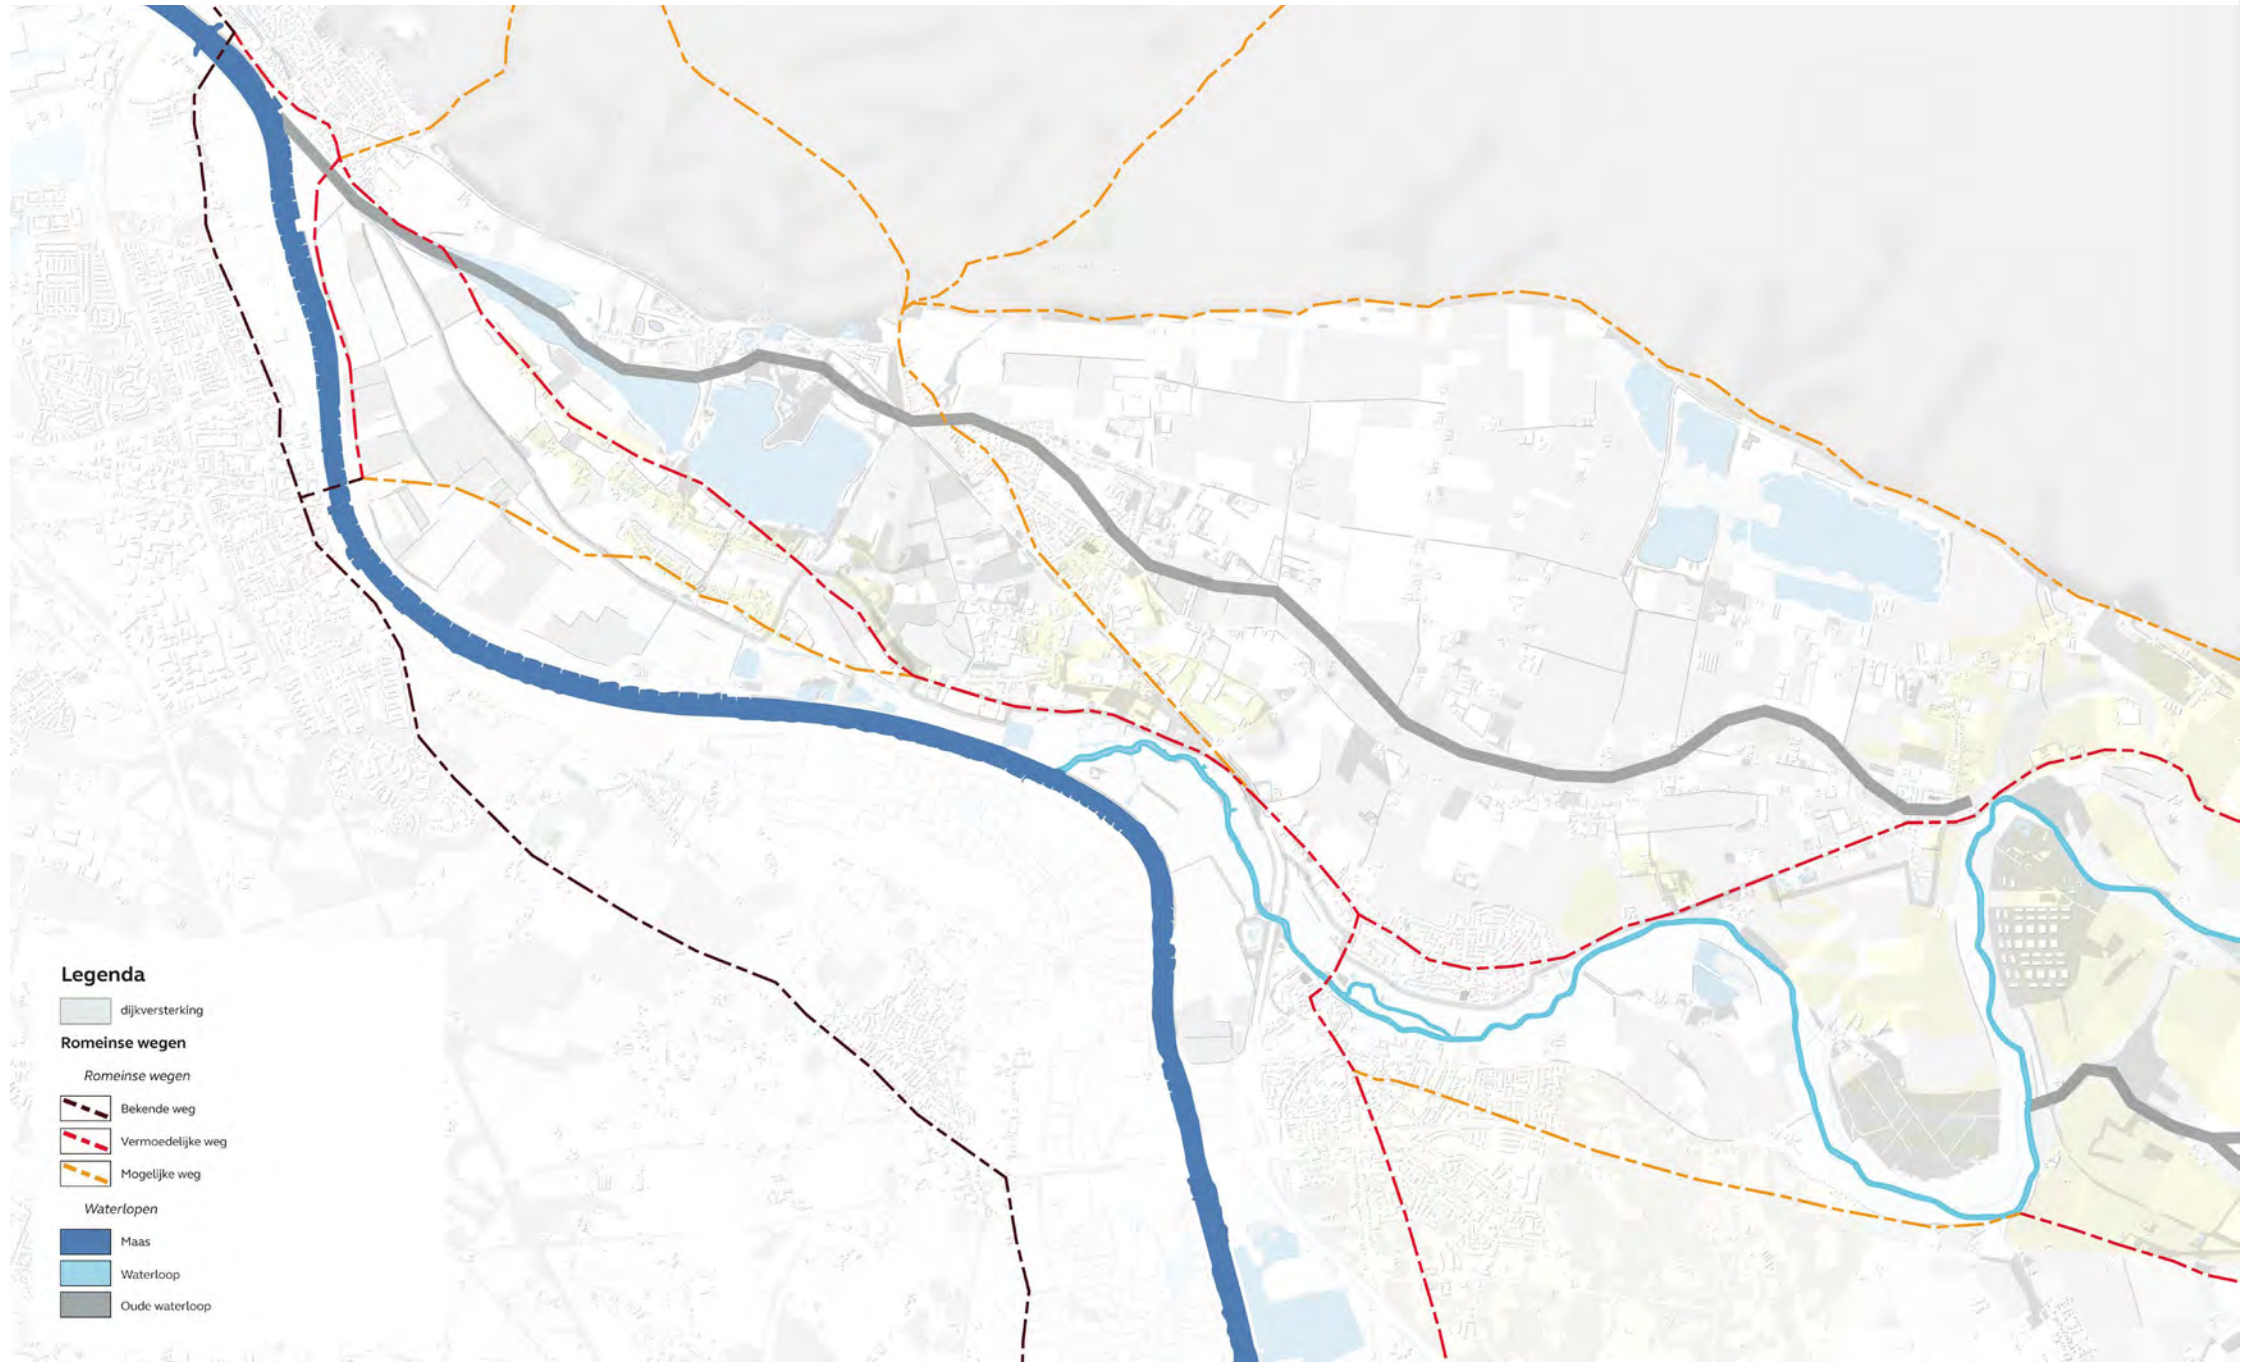 Legenda
dijkversterking
Romeinse wegen
Romeinse wegen
Bekende weg
Vermoedelijke weg
Mogelijke weg
Waterlopen
Maas
Waterloop
Oude waterloop